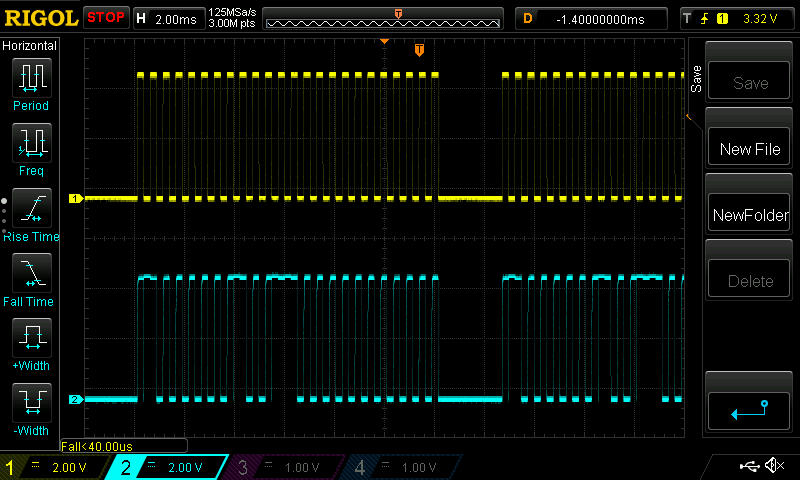 RIGOL STOP H 2.00ms 125MSa/s 3.00M pts T D -1.40000000ms T 1 3.32 V
Horizontal
T
Save
Save
Period
New File
Freq
1
NewFolder
Rise Time
Delete
Fall Time
+Width
2
-Width
Fall<40.00us
1 = 2.00 V 2 = 2.00 V 3 = 1.00 V 4 = 1.00 V